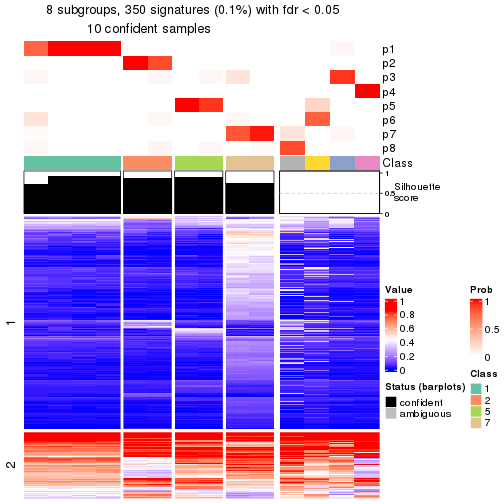 8 subgroups, 350 signatures (0.1%) with fdr < 0.05
10 confident samples
p1
p2
p3
p4
p5
p6
p7
p8
Class
1
0.5
0
Silhouette
score
1
2
Value
1
0.8
0.6
0.4
0.2
0
Status (barplots)
confident
ambiguous
Prob
1
0.5
0
Class
1
2
5
7